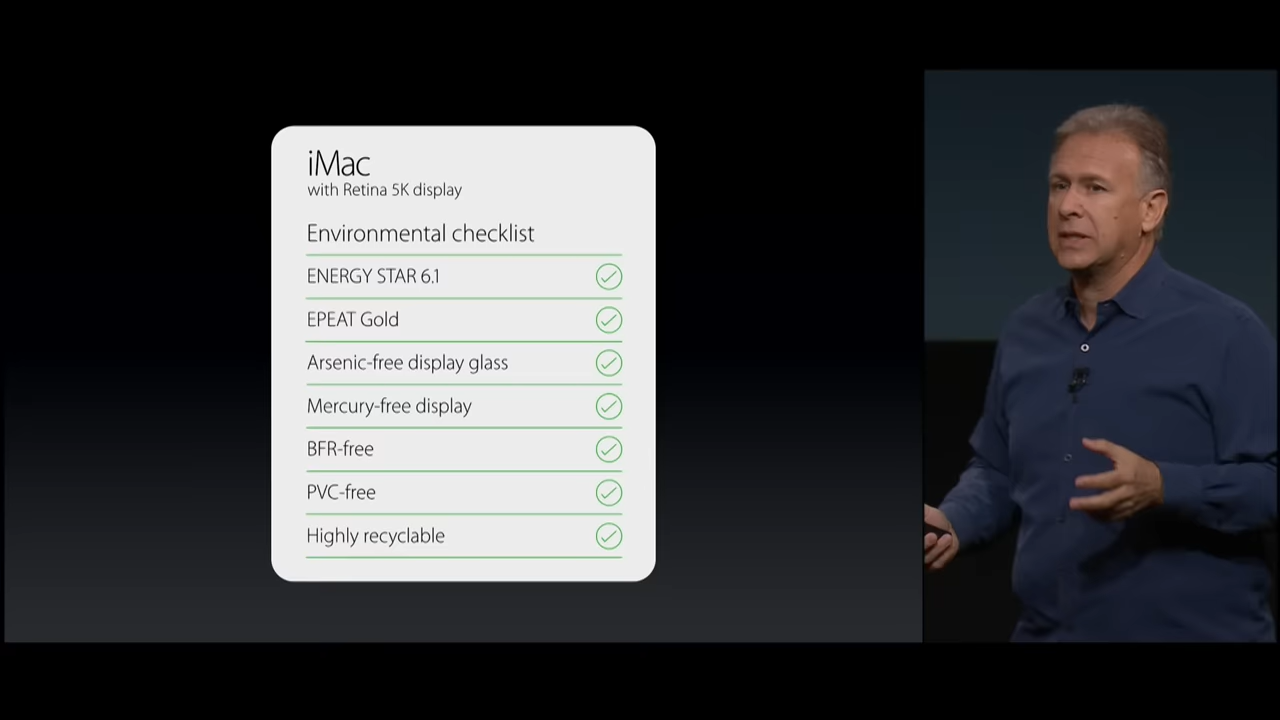 iMac
with Retina 5K display
Environmental checklist
ENERGY STAR 6.1
EPEAT Gold
Arsenic-free display glass
Mercury-free display
BFR-free
PVC-free
Highly recyclable